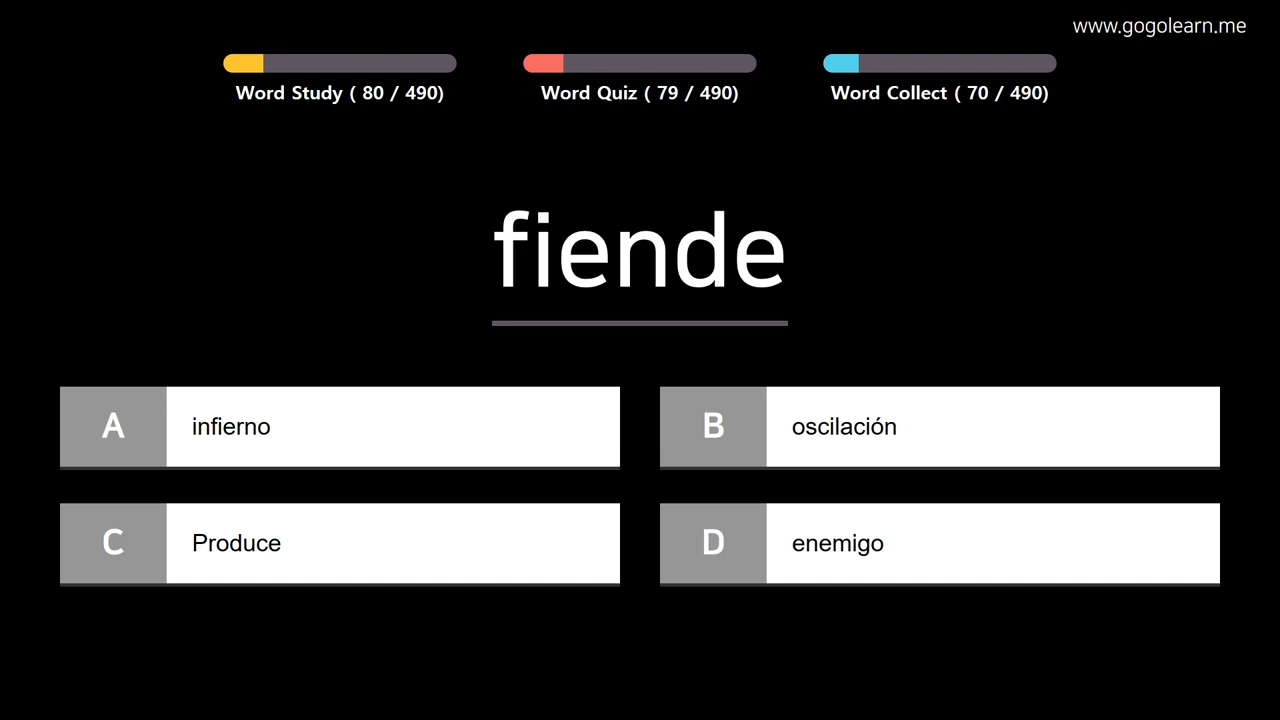 www.gogolearn.me
Word Study ( 80 / 490)
Word Quiz ( 79 / 490)
Word Collect ( 70 / 490)
fiende
A infierno
B oscilación
C Produce
D enemigo